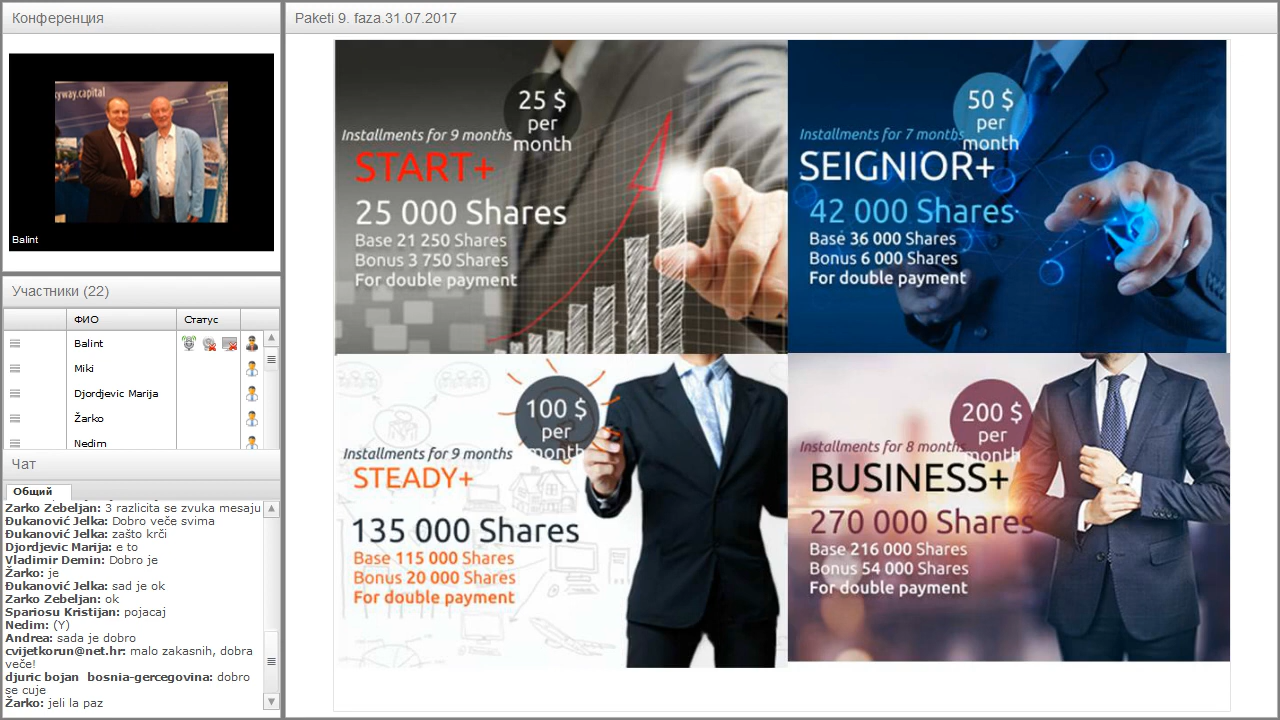 Конференция
kyway.capital
Balint
Участники (22)
ФИО
Статус
Balint
Miki
Djordjevic Marija
Žarko
Nedim
Чат
Общий
Zarko Zebeljan: 3 razlicita se zvuka mesaju
Đukanović Jelka: Dobro veče svima
Đukanović Jelka: zašto krči
Djordjevic Marija: e to
Vladimir Demin: Dobro je
Žarko: je
Đukanović Jelka: sad je ok
Zarko Zebeljan: ok
Spariosu Kristijan: pojacaj
Nedim: (Y)
Andrea: sada je dobro
cvijetkorun@net.hr: malo zakasnih, dobra
veče!
djuric bojan bosnia-gercegovina: dobro
se cuje
Žarko: jeli la paz
Paketi 9. faza.31.07.2017
25 $
per
month
Installments for 9 months
START+
25 000 Shares
Base 21 250 Shares
Bonus 3 750 Shares
For double payment
50 $
per
month
Installments for 7 months
SEIGNIOR+
42 000 Shares
Base 36 000 Shares
Bonus 6 000 Shares
For double payment
100 $
per
month
Installments for 9 months
STEADY+
135 000 Shares
Base 115 000 Shares
Bonus 20 000 Shares
For double payment
200 $
per
month
Installments for 8 months
BUSINESS+
270 000 Shares
Base 216 000 Shares
Bonus 54 000 Shares
For double payment